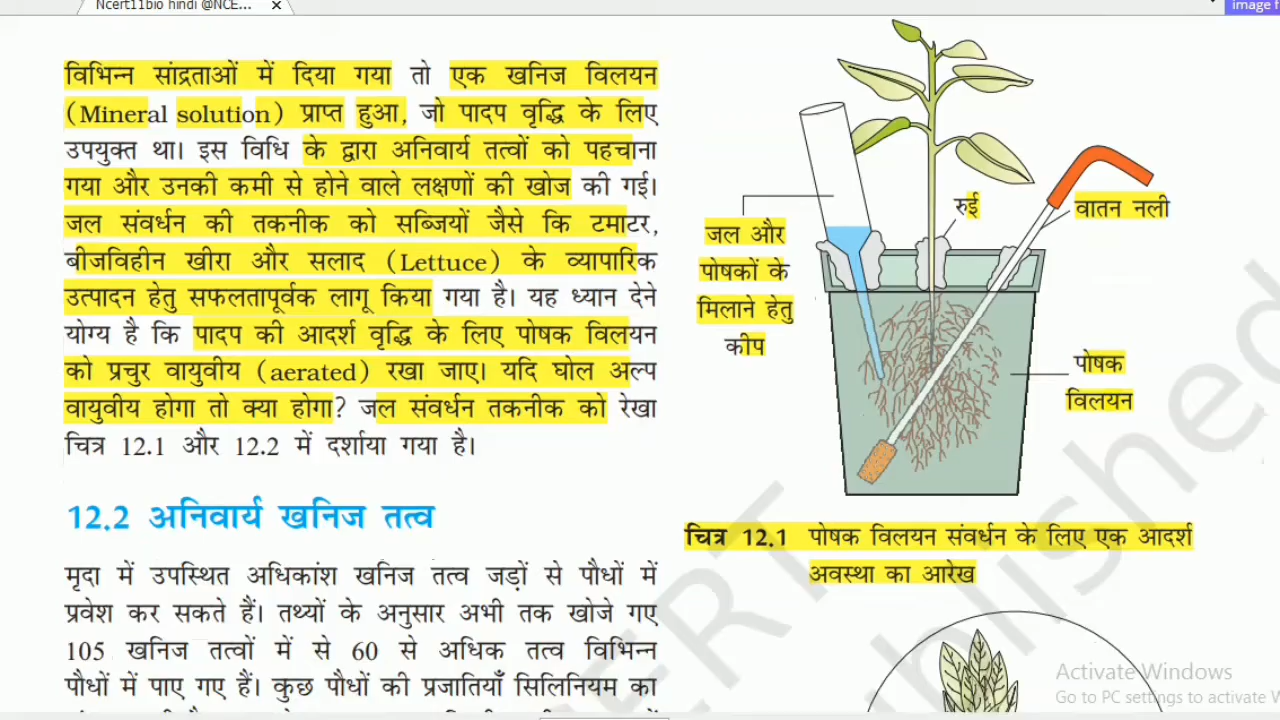 Ncert11bio hindi @NCE...
image f
विभिन्न सांद्रताओं में दिया गया तो एक खनिज विलयन
(Mineral solution) प्राप्त हुआ, जो पादप वृद्धि के लिए
उपयुक्त था। इस विधि के द्वारा अनिवार्य तत्वों को पहचाना
गया और उनकी कमी से होने वाले लक्षणों की खोज की गई।
जल संवर्धन की तकनीक को सब्जियों जैसे कि टमाटर,
बीजविहीन खीरा और सलाद (Lettuce) के व्यापारिक
उत्पादन हेतु सफलतापूर्वक लागू किया गया है। यह ध्यान देने
योग्य है कि पादप की आदर्श वृद्धि के लिए पोषक विलयन
को प्रचुर वायुवीय (aerated) रखा जाए। यदि घोल अल्प
वायुवीय होगा तो क्या होगा? जल संवर्धन तकनीक को रेखा
चित्र 12.1 और 12.2 में दर्शाया गया है।
12.2 अनिवार्य खनिज तत्व
मृदा में उपस्थित अधिकांश खनिज तत्व जड़ों से पौधों में
प्रवेश कर सकते हैं। तथ्यों के अनुसार अभी तक खोजे गए
105 खनिज तत्वों में से 60 से अधिक तत्व विभिन्न
पौधों में पाए गए हैं। कुछ पौधों की प्रजातियाँ सिलिनियम का
रुई
वातन नली
जल और
पोषकों के
मिलाने हेतु
कीप
पोषक
विलयन
चित्र 12.1 पोषक विलयन संवर्धन के लिए एक आदर्श
अवस्था का आरेख
Activate Windows
Go to PC settings to activate W